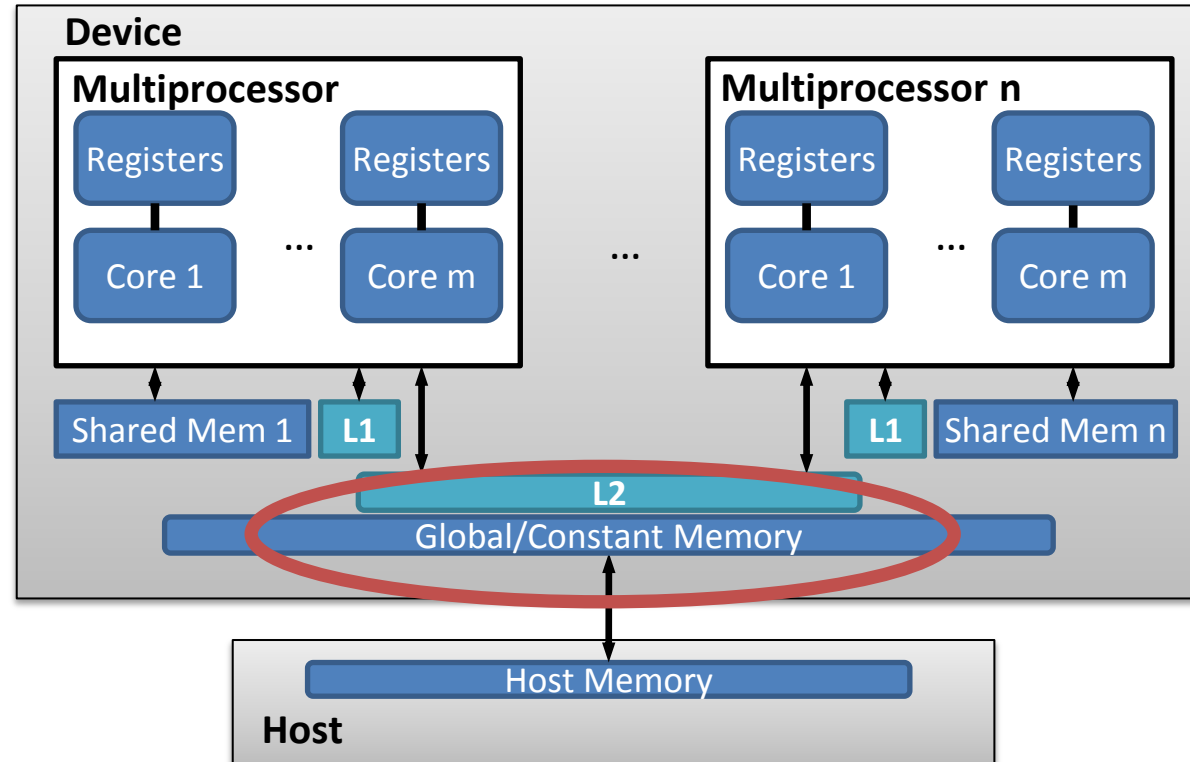 Device
Multiprocessor
Multiprocessor n
Registers
Registers
Registers
Registers
...
...
...
Core 1
Core m
Core 1
Core m
Shared Mem 1
L1
L1
Shared Mem n
L2
Global/Constant Memory
Host Memory
Host